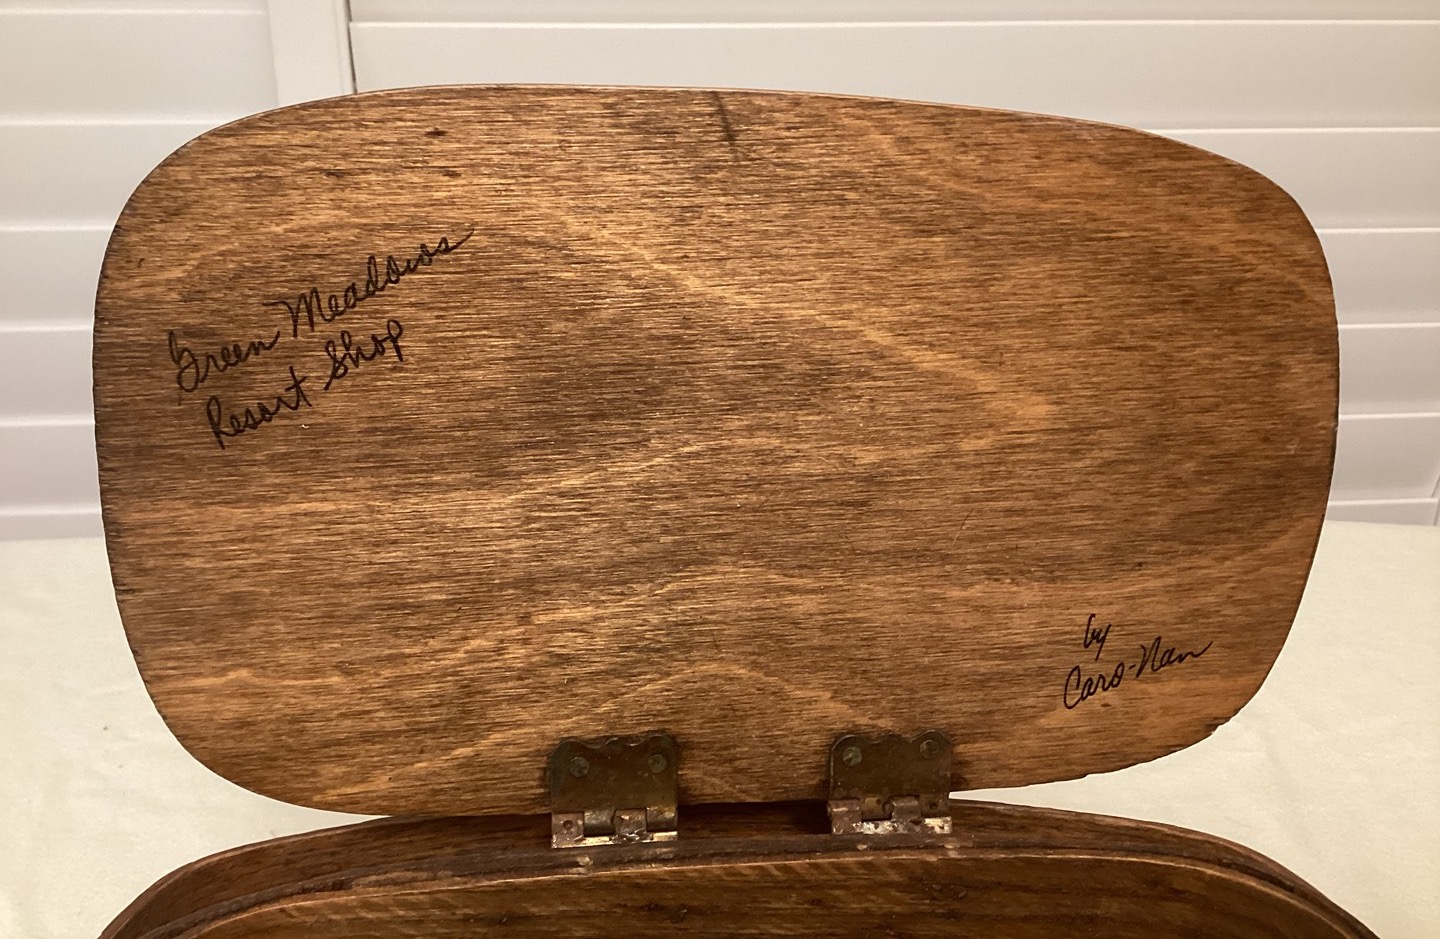 Green Meadows
Resort Shop
by
Caro-Nan